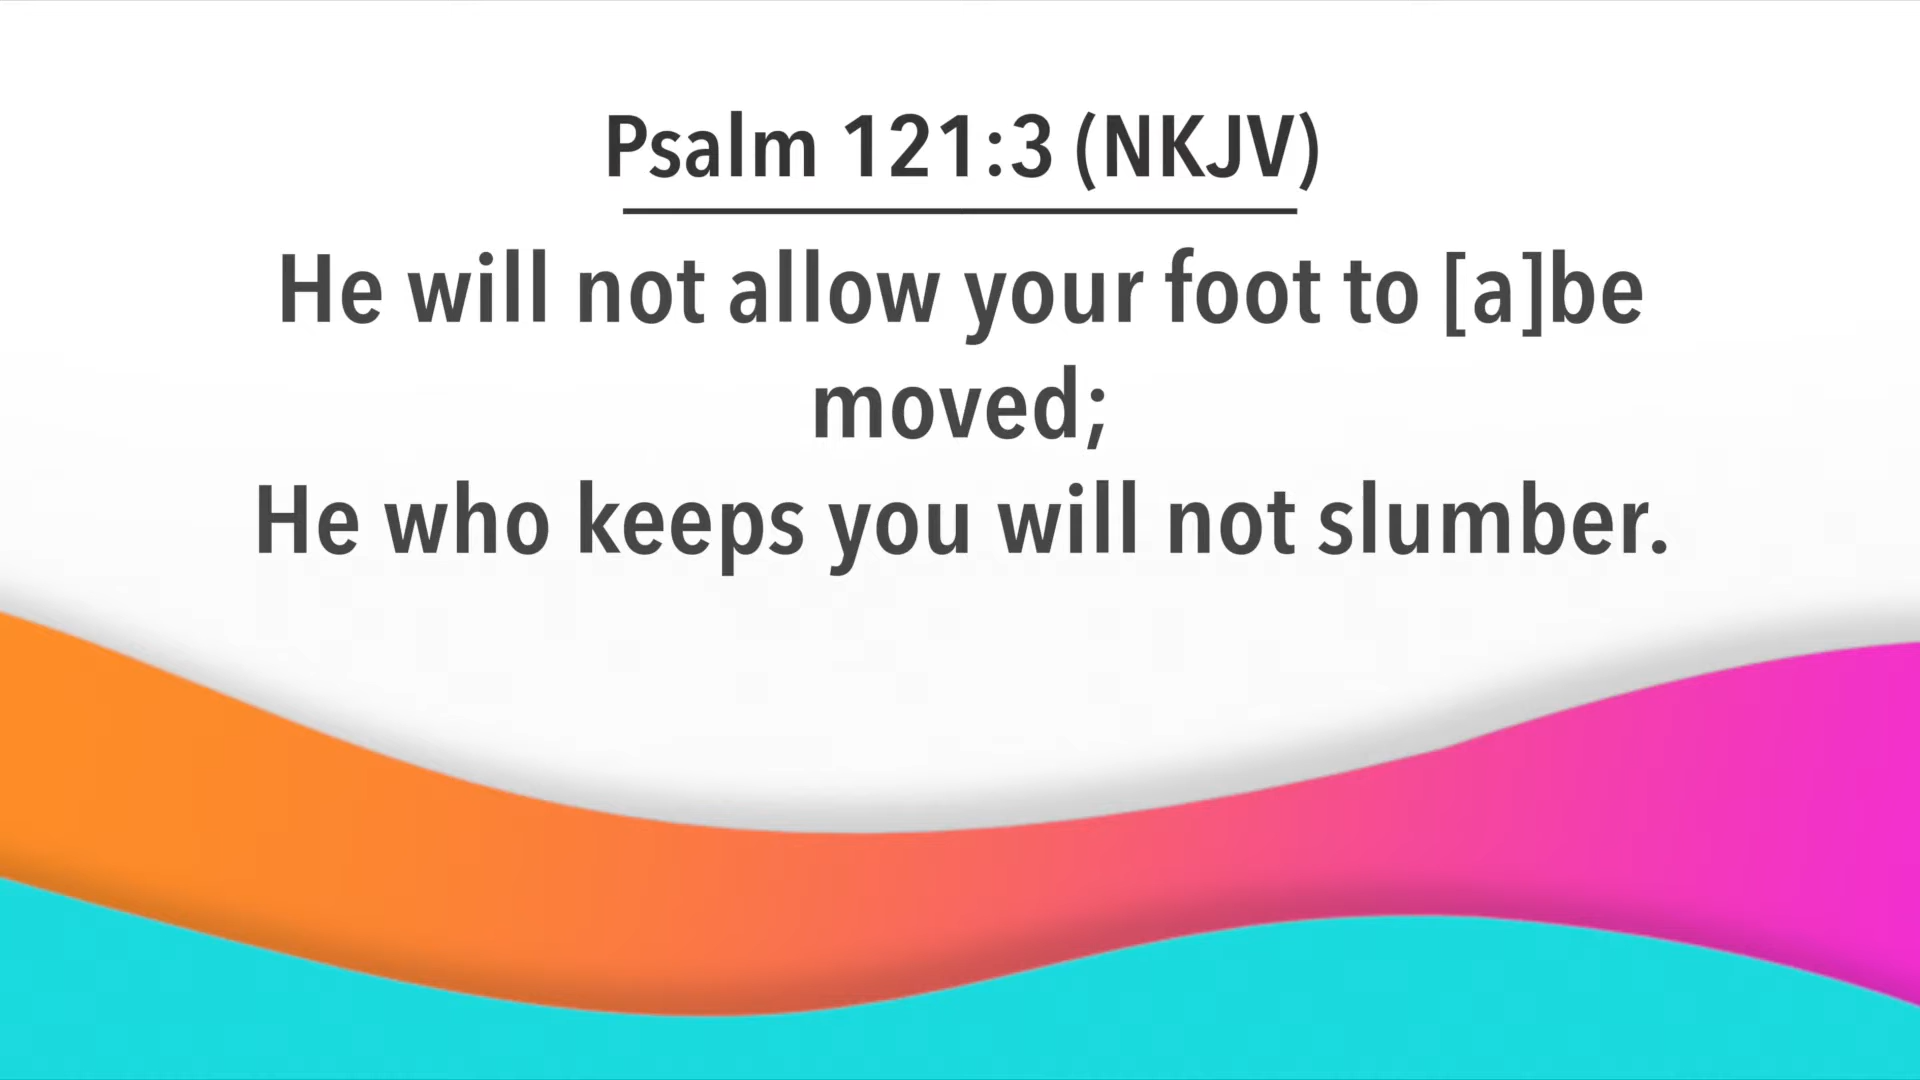 Psalm 121:3 (NKJV)
He will not allow your foot to [a]be
moved;
He who keeps you will not slumber.